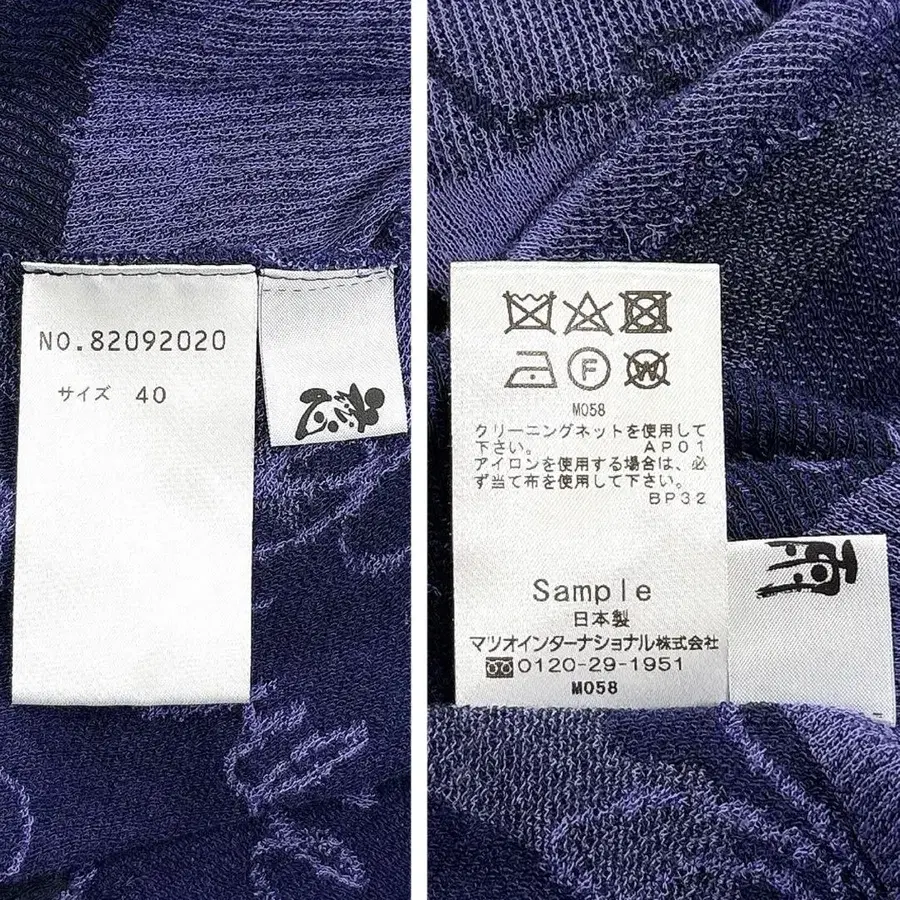 NO.82092020
サイズ 40
F
W
M058
クリーニングネットを使用して
下さい。 AP01
アイロンを使用する場合は、必
ず当て布を使用して下さい。
BP32
Sample
日本製
マツオインターナショナル株式会社
0120-29-1951
M058